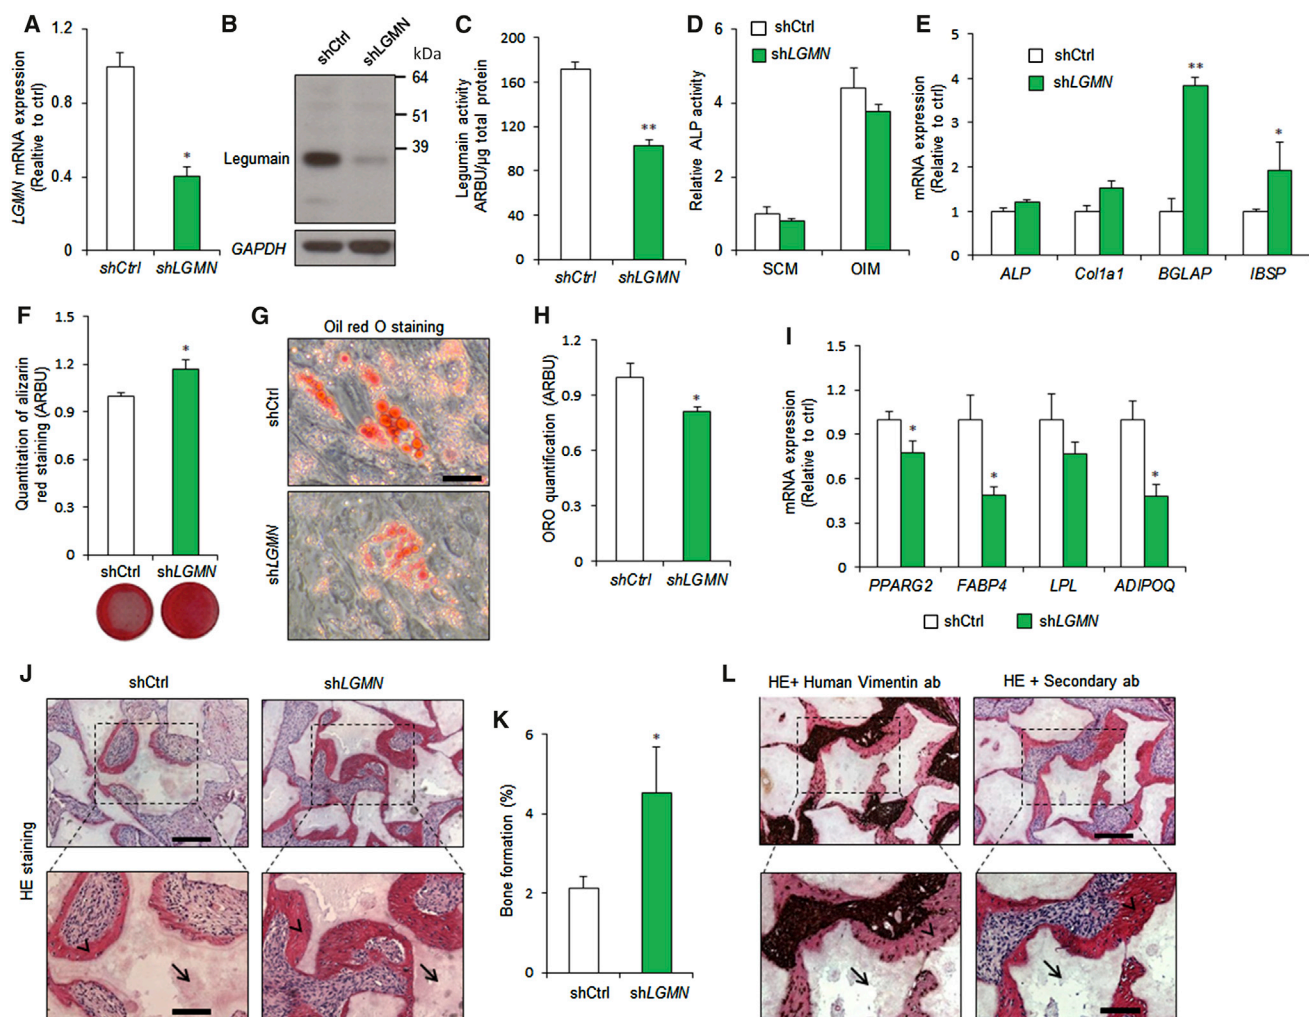 A
LGMN mRNA expression
(Realtive to ctrl)
1.2
0.8
0.4
0
*
shCtrl shLGMN
B
shCtrl
shLGMN
kDa
64
51
39
Legumain
GAPDH
C
Legumain activity
ARBU/µg total protein
200
160
120
80
40
0
**
shCtrl shLGMN
D
Relative ALP activity
6
4
2
0
shCtrl
shLGMN
SCM OIM
E
mRNA expression
(Relative to ctrl)
5
4
3
2
1
0
shCtrl
shLGMN
**
*
ALP Col1a1 BGLAP IBSP
F
Quantitation of alizarin
red staining (ARBU)
1.5
1.2
0.9
0.6
0.3
0
*
shCtrl shLGMN
G
Oil red O staining
shCtrl
shLGMN
H
ORO quantification (ARBU)
1.2
0.9
0.6
0.3
0.0
*
shCtrl shLGMN
I
mRNA expression
(Relative to ctrl)
1.5
1.2
0.9
0.6
0.3
0
*
*
*
PPARG2 FABP4 LPL ADIPOQ
shCtrl shLGMN
J
shCtrl shLGMN
HE staining
K
Bone formation (%)
6
4
2
0
*
shCtrl shLGMN
L
HE+ Human Vimentin ab HE + Secondary ab